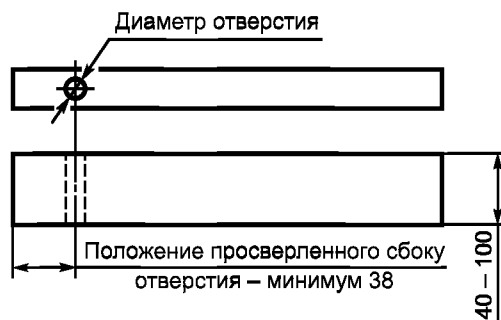 Диаметр отверстия
Положение просверленного сбоку
отверстия – минимум 38
40 – 100